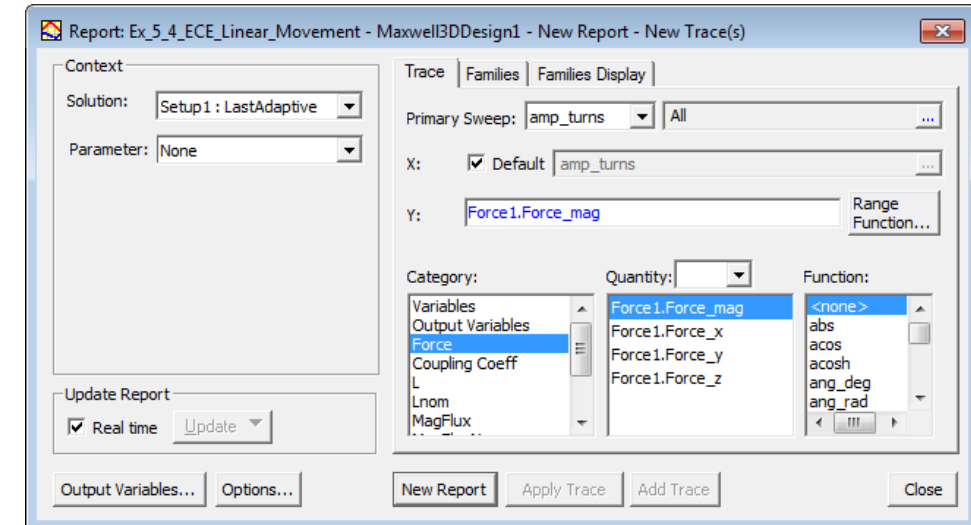 Report: Ex_5_4_ECE_Linear_Movement - Maxwell3DDesign1 - New Report - New Trace(s)
Context
Solution: Setup1 : LastAdaptive
Parameter: None
Update Report
Real time Update
Trace Families Families Display
Primary Sweep: amp_turns All ...
X: Default amp_turns ...
Y: Force1.Force_mag
Range
Function...
Category:
Variables
Output Variables
Force
Coupling Coeff
L
Lnom
MagFlux
Quantity:
Force1.Force_mag
Force1.Force_x
Force1.Force_y
Force1.Force_z
Function:
<none>
abs
acos
acosh
ang_deg
ang_rad
Output Variables... Options... New Report Apply Trace Add Trace Close